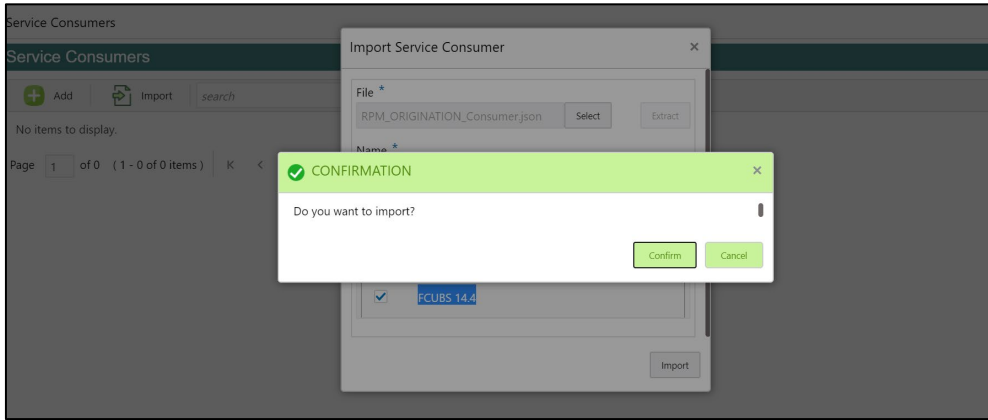 Service Consumers
Service Consumers
Add Import search
No items to display.
Page 1 of 0 ( 1 - 0 of 0 items ) K <
Import Service Consumer ×
File *
RPM_ORIGINATION_Consumer.json Select Extract
Name *
CONFIRMATION ×
Do you want to import?
Confirm Cancel
FCUBS 14.4
Import